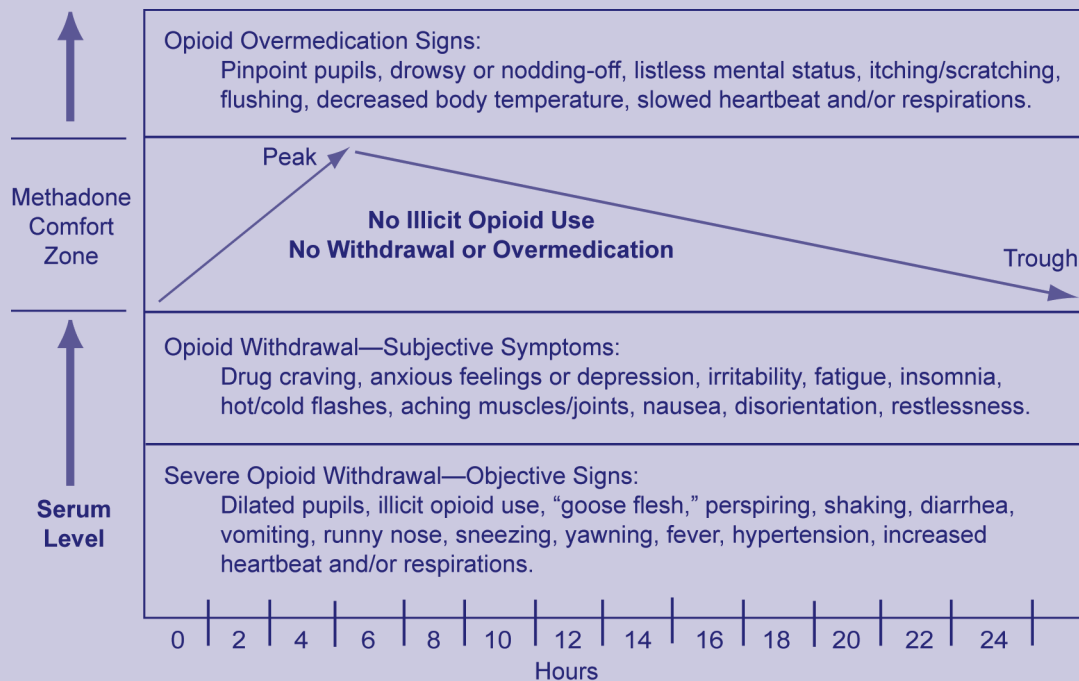 Opioid Overmedication Signs:
Pinpoint pupils, drowsy or nodding-off, listless mental status, itching/scratching,
flushing, decreased body temperature, slowed heartbeat and/or respirations.
Methadone
Comfort
Zone
Peak
No Illicit Opioid Use
No Withdrawal or Overmedication
Trough
Opioid Withdrawal—Subjective Symptoms:
Drug craving, anxious feelings or depression, irritability, fatigue, insomnia,
hot/cold flashes, aching muscles/joints, nausea, disorientation, restlessness.
Serum
Level
Severe Opioid Withdrawal—Objective Signs:
Dilated pupils, illicit opioid use, “goose flesh,” perspiring, shaking, diarrhea,
vomiting, runny nose, sneezing, yawning, fever, hypertension, increased
heartbeat and/or respirations.
0 2 4 6 8 10 12 14 16 18 20 22 24
Hours